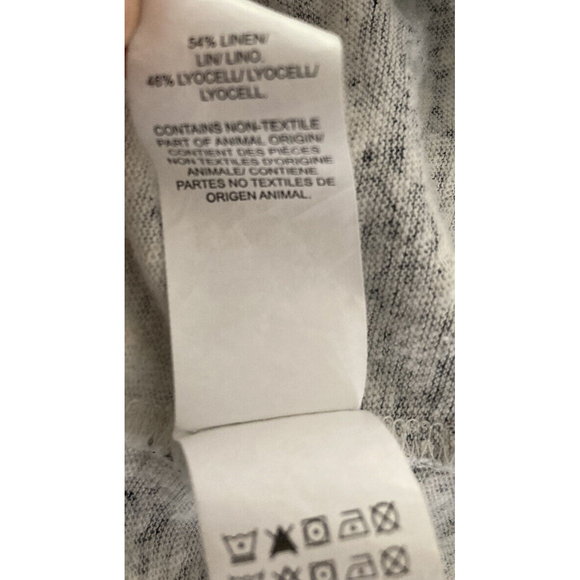 54% LINEN/
LIN/ LINO.
46% LYOCELL/ LYOCELL/
LYOCELL.
CONTAINS NON-TEXTILE
PART OF ANIMAL ORIGIN/
CONTIENT DES PIÈCES
NON TEXTILES D'ORIGINE
ANIMALE/ CONTIENE
PARTES NO TEXTILES DE
ORIGEN ANIMAL.